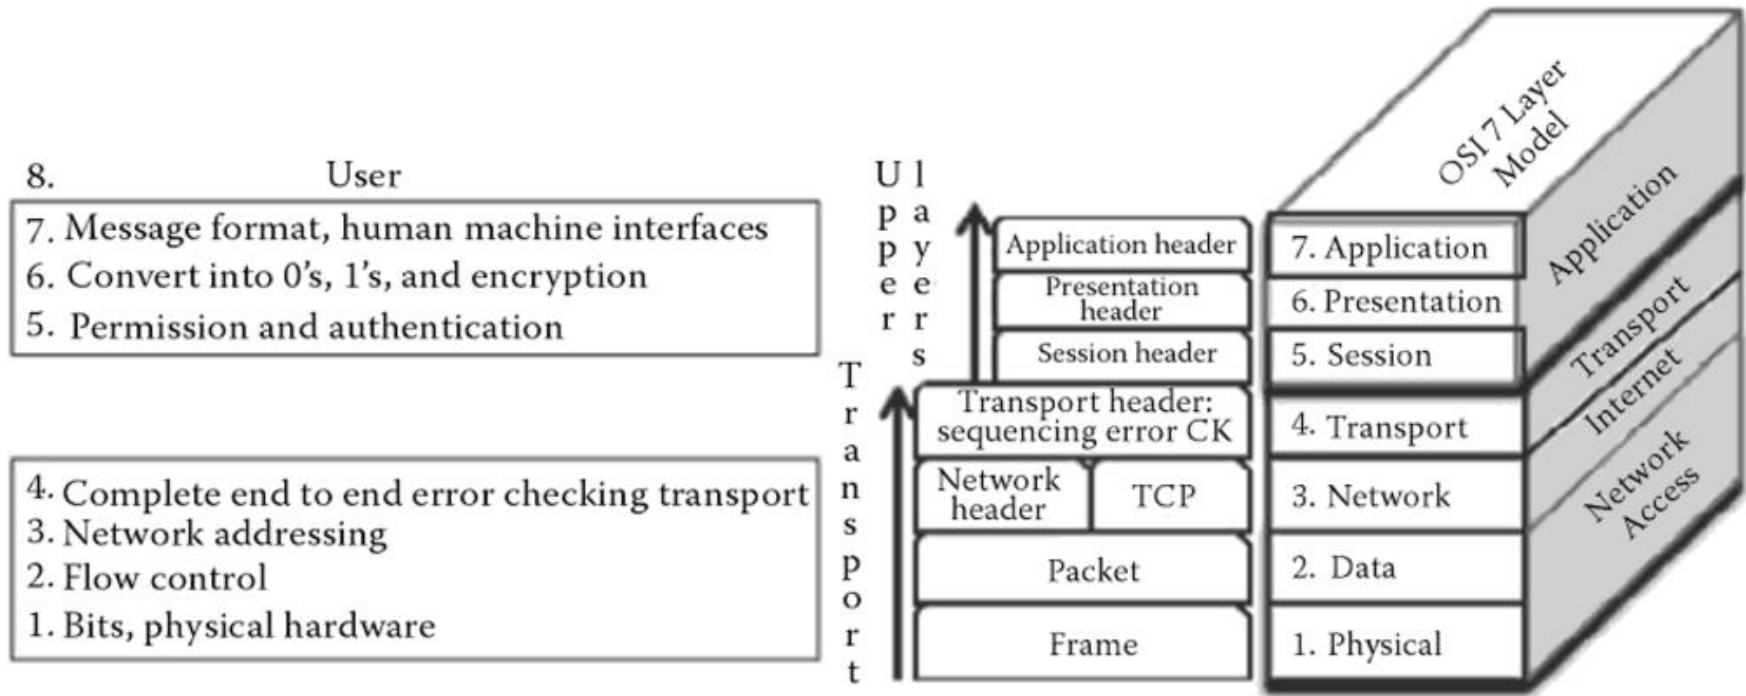 8. User
7. Message format, human machine interfaces
6. Convert into 0's, 1's, and encryption
5. Permission and authentication
4. Complete end to end error checking transport
3. Network addressing
2. Flow control
1. Bits, physical hardware
Upper
layers
Transport
Application header
Presentation
header
Session header
Transport header:
sequencing error CK
Network
header
TCP
Packet
Frame
OSI 7 Layer
Model
7. Application
6. Presentation
5. Session
4. Transport
3. Network
2. Data
1. Physical
Application
Transport
Internet
Network
Access